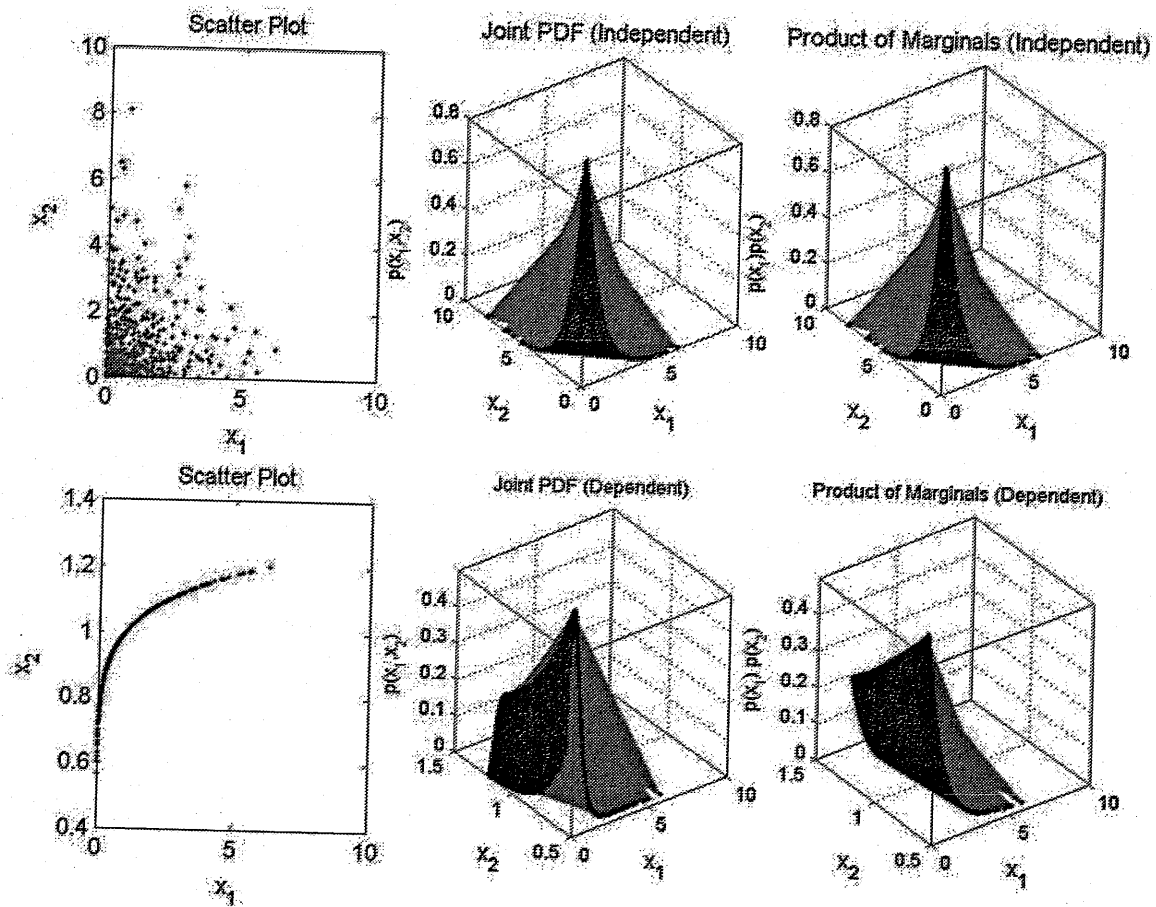 Scatter Plot
10
8
6
4
2
0
0
5
10
x2
x1
Joint PDF (Independent)
0.8
0.6
0.4
0.2
0
10
5
0
0
5
10
p(x1,x2)
x2
x1
Product of Marginals (Independent)
0.8
0.6
0.4
0.2
0
10
5
0
0
5
10
p(x1)p(x2)
x2
x1
Scatter Plot
1.4
1.2
1
0.8
0.6
0.4
0
5
10
x2
x1
Joint PDF (Dependent)
0.4
0.3
0.2
0.1
0
1.5
1
0.5
0
5
10
p(x1,x2)
x2
x1
Product of Marginals (Dependent)
0.4
0.3
0.2
0.1
0
1.5
1
0.5
0
5
10
p(x1) p(x2)
x2
x1